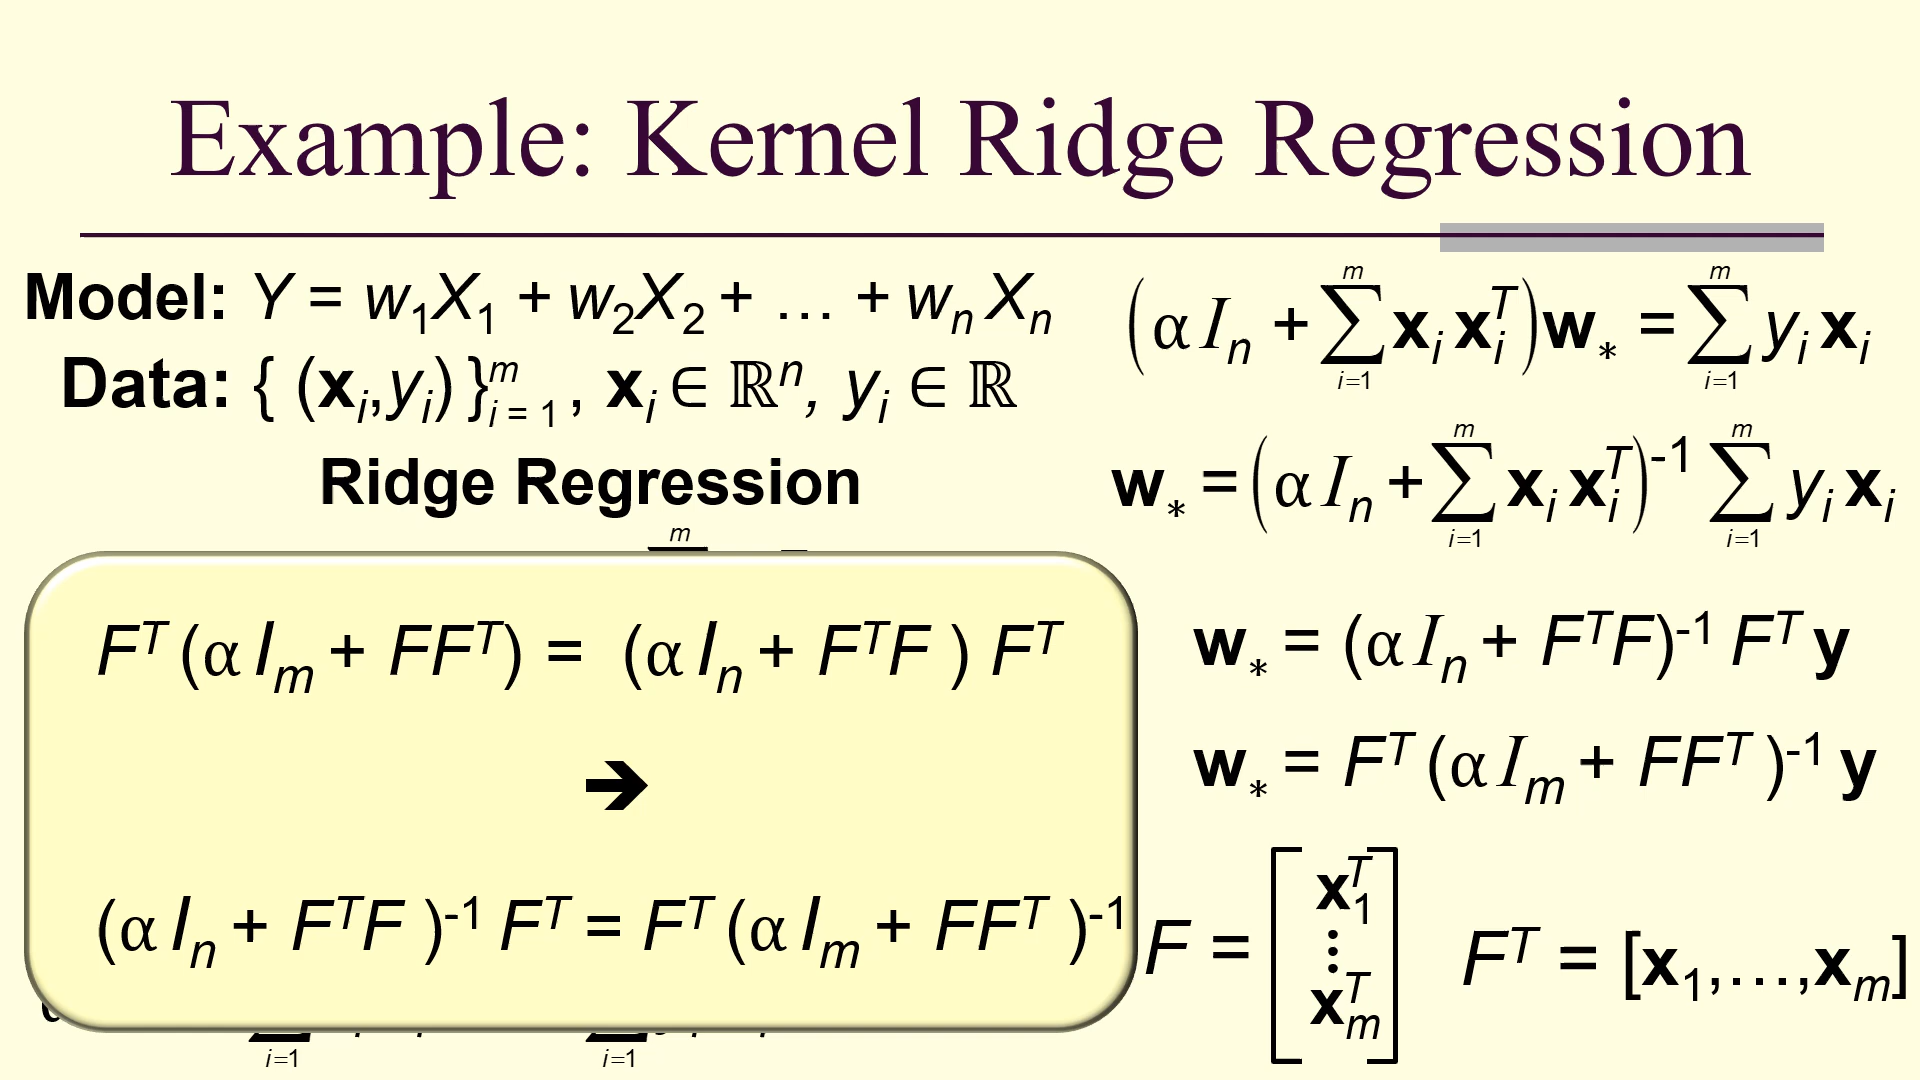 Example: Kernel Ridge Regression
Model: Y = w₁X₁ + w₂X₂ + … + wₙXₙ
Data: { (xᵢ,yᵢ) }ᵐᵢ ₌ ₁ , xᵢ ∈ ℝⁿ, yᵢ ∈ ℝ
Ridge Regression
m
Fᵀ (α Iₘ + FFᵀ) = (α Iₙ + FᵀF ) Fᵀ
➔
(α Iₙ + FᵀF )⁻¹ Fᵀ = Fᵀ (α Iₘ + FFᵀ )⁻¹
i=1 i=1
(α Iₙ + ∑ᵢ₌₁ᵐ xᵢ xᵢᵀ) w∗ = ∑ᵢ₌₁ᵐ yᵢ xᵢ
w∗ = (α Iₙ + ∑ᵢ₌₁ᵐ xᵢ xᵢᵀ)⁻¹ ∑ᵢ₌₁ᵐ yᵢ xᵢ
w∗ = (α Iₙ + FᵀF)⁻¹ Fᵀ y
w∗ = Fᵀ (α Iₘ + FFᵀ )⁻¹ y
F = [x₁ᵀ ⋮ xₘᵀ] Fᵀ = [x₁,…,xₘ]